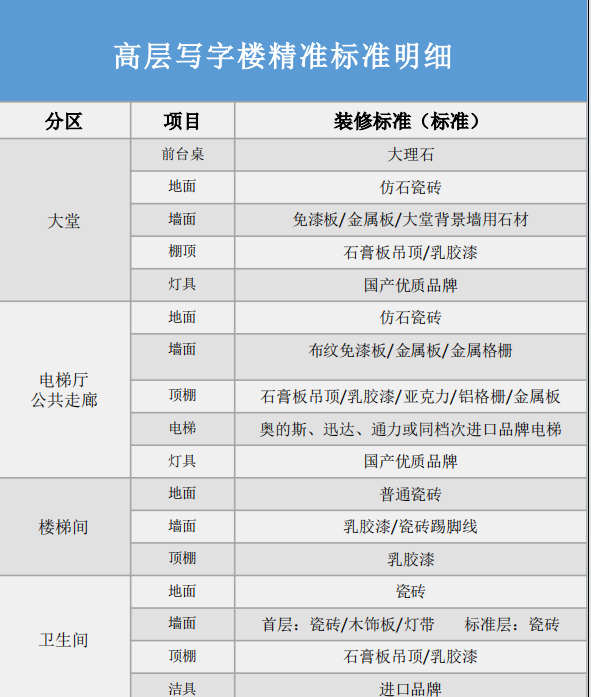 高层写字楼精准标准明细
分区 项目 装修标准（标准）
大堂 前台桌 大理石
地面 仿石瓷砖
墙面 免漆板/金属板/大堂背景墙用石材
棚顶 石膏板吊顶/乳胶漆
灯具 国产优质品牌
电梯厅
公共走廊
地面 仿石瓷砖
墙面 布纹免漆板/金属板/金属格栅
顶棚 石膏板吊顶/乳胶漆/亚克力/铝格栅/金属板
电梯 奥的斯、迅达、通力或同档次进口品牌电梯
灯具 国产优质品牌
楼梯间 地面 普通瓷砖
墙面 乳胶漆/瓷砖踢脚线
顶棚 乳胶漆
卫生间 地面 瓷砖
墙面 首层：瓷砖/木饰板/灯带 标准层：瓷砖
顶棚 石膏板吊顶/乳胶漆
洁具 进口品牌